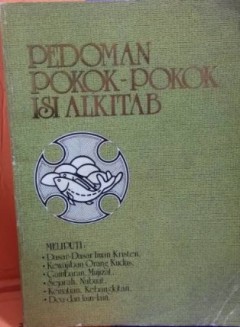 PEDOMAN
POKOK-POKOK
ISI ALKITAB
MELIPUTI:
• Dasar-Dasar Iman Kristen,
• Kewajiban Orang Kudus,
• Gambaran, Mujizat,
• Sejarah, Nubuat,
• Kematian, Kebangkitan,
• Doa dan lain-lain.